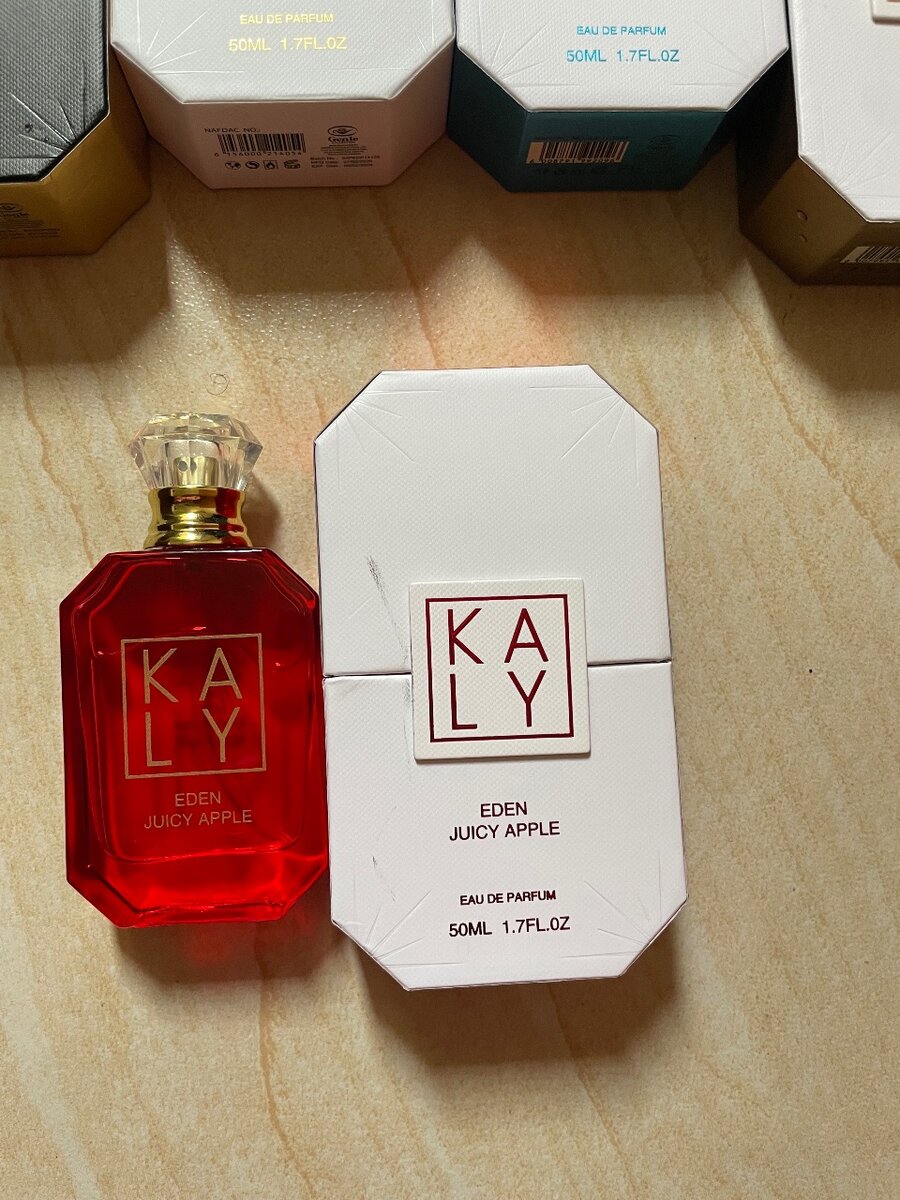 EAU DE PARFUM
50ML 1.7FL.OZ
NAFDAC NO.:
Genie
EAU DE PARFUM
50ML 1.7FL.OZ
KA
LY
EDEN
JUICY APPLE
KA
LY
EDEN
JUICY APPLE
EAU DE PARFUM
50ML 1.7FL.OZ